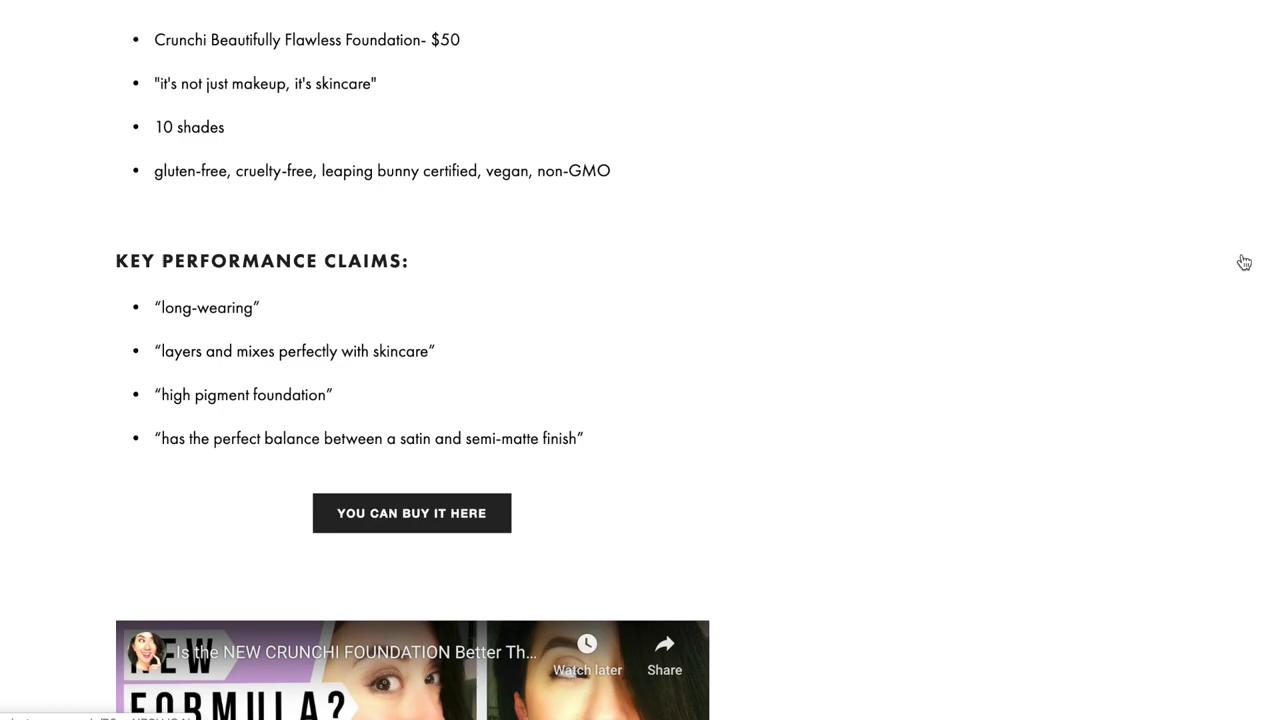 Crunchi Beautifully Flawless Foundation- $50
"it's not just makeup, it's skincare"
10 shades
gluten-free, cruelty-free, leaping bunny certified, vegan, non-GMO
KEY PERFORMANCE CLAIMS:
“long-wearing”
“layers and mixes perfectly with skincare”
“high pigment foundation”
“has the perfect balance between a satin and semi-matte finish”
YOU CAN BUY IT HERE
Is the NEW CRUNCHI FOUNDATION Better Th...
Watch later
Share
NEW
FORMULA?